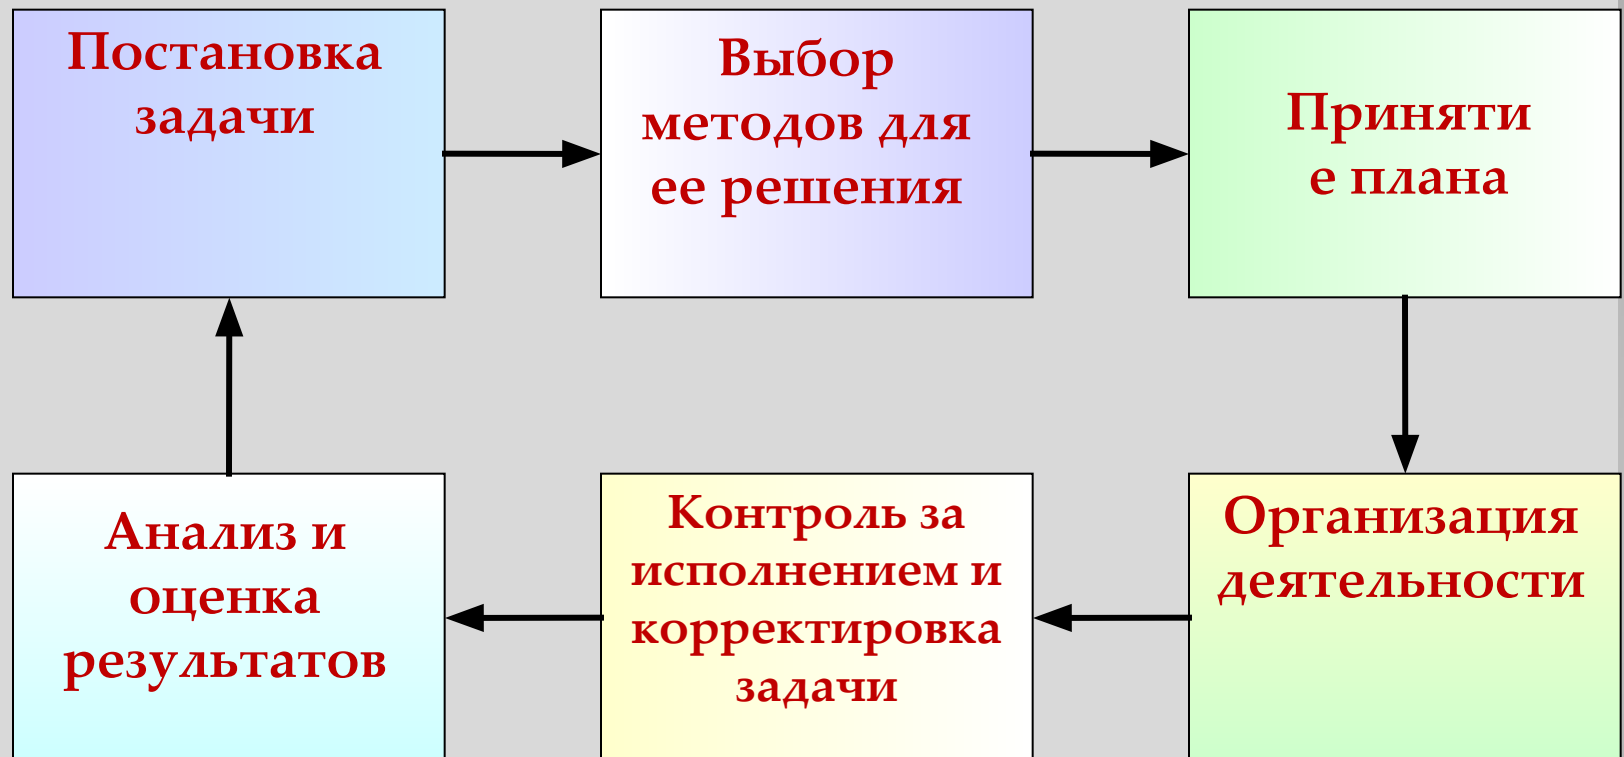 Постановка
задачи
Выбор
методов для
ее решения
Приняти
е плана
Организация
деятельности
Контроль за
исполнением и
корректировка
задачи
Анализ и
оценка
результатов